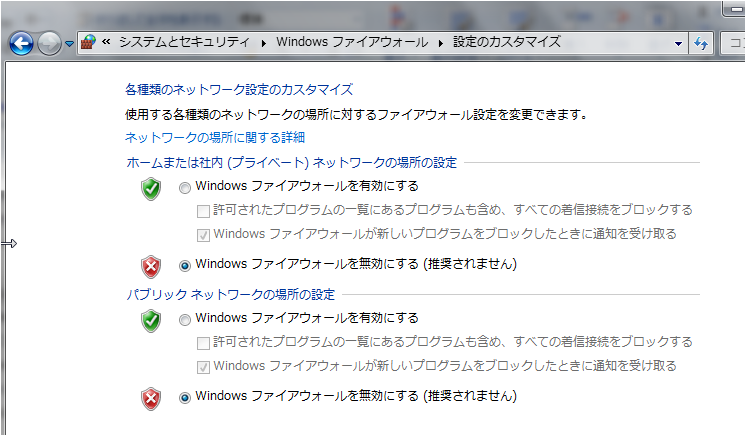 « システムとセキュリティ ▸ Windows ファイアウォール ▸ 設定のカスタマイズ
各種類のネットワーク設定のカスタマイズ
使用する各種類のネットワークの場所に対するファイアウォール設定を変更できます。
ネットワークの場所に関する詳細
ホームまたは社内 (プライベート) ネットワークの場所の設定
Windows ファイアウォールを有効にする
許可されたプログラムの一覧にあるプログラムも含め、すべての着信接続をブロックする
Windows ファイアウォールが新しいプログラムをブロックしたときに通知を受け取る
Windows ファイアウォールを無効にする (推奨されません)
パブリック ネットワークの場所の設定
Windows ファイアウォールを有効にする
許可されたプログラムの一覧にあるプログラムも含め、すべての着信接続をブロックする
Windows ファイアウォールが新しいプログラムをブロックしたときに通知を受け取る
Windows ファイアウォールを無効にする (推奨されません)